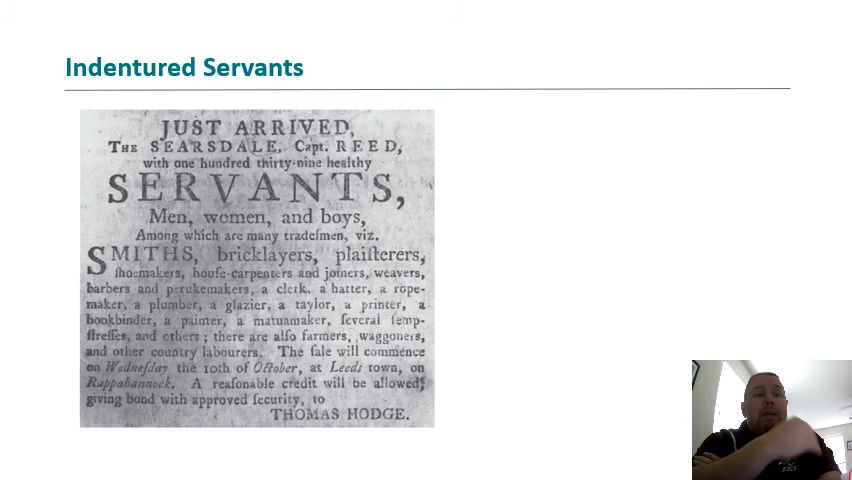 Indentured Servants
JUST ARRIVED,
THE SEARSDALE, Capt. REED,
with one hundred thirty-nine healthy
SERVANTS,
Men, women, and boys,
Among which are many tradeſmen, viz.
SMITHS, bricklayers, plaiſterers,
ſhoemakers, houſe-carpenters and joiners, weavers,
barbers and perukemakers, a clerk, a hatter, a rope-
maker, a plumber, a glazier, a taylor, a printer, a
bookbinder, a painter, a matuamaker, ſeveral ſemp-
ſtreſſes, and others ; there are alſo farmers, waggoners,
and other country labourers. The ſale will commence
on Wedneſday the 10th of October, at Leeds town, on
Rappahannock. A reaſonable credit will be allowed,
giving bond with approved ſecurity, to
THOMAS HODGE.